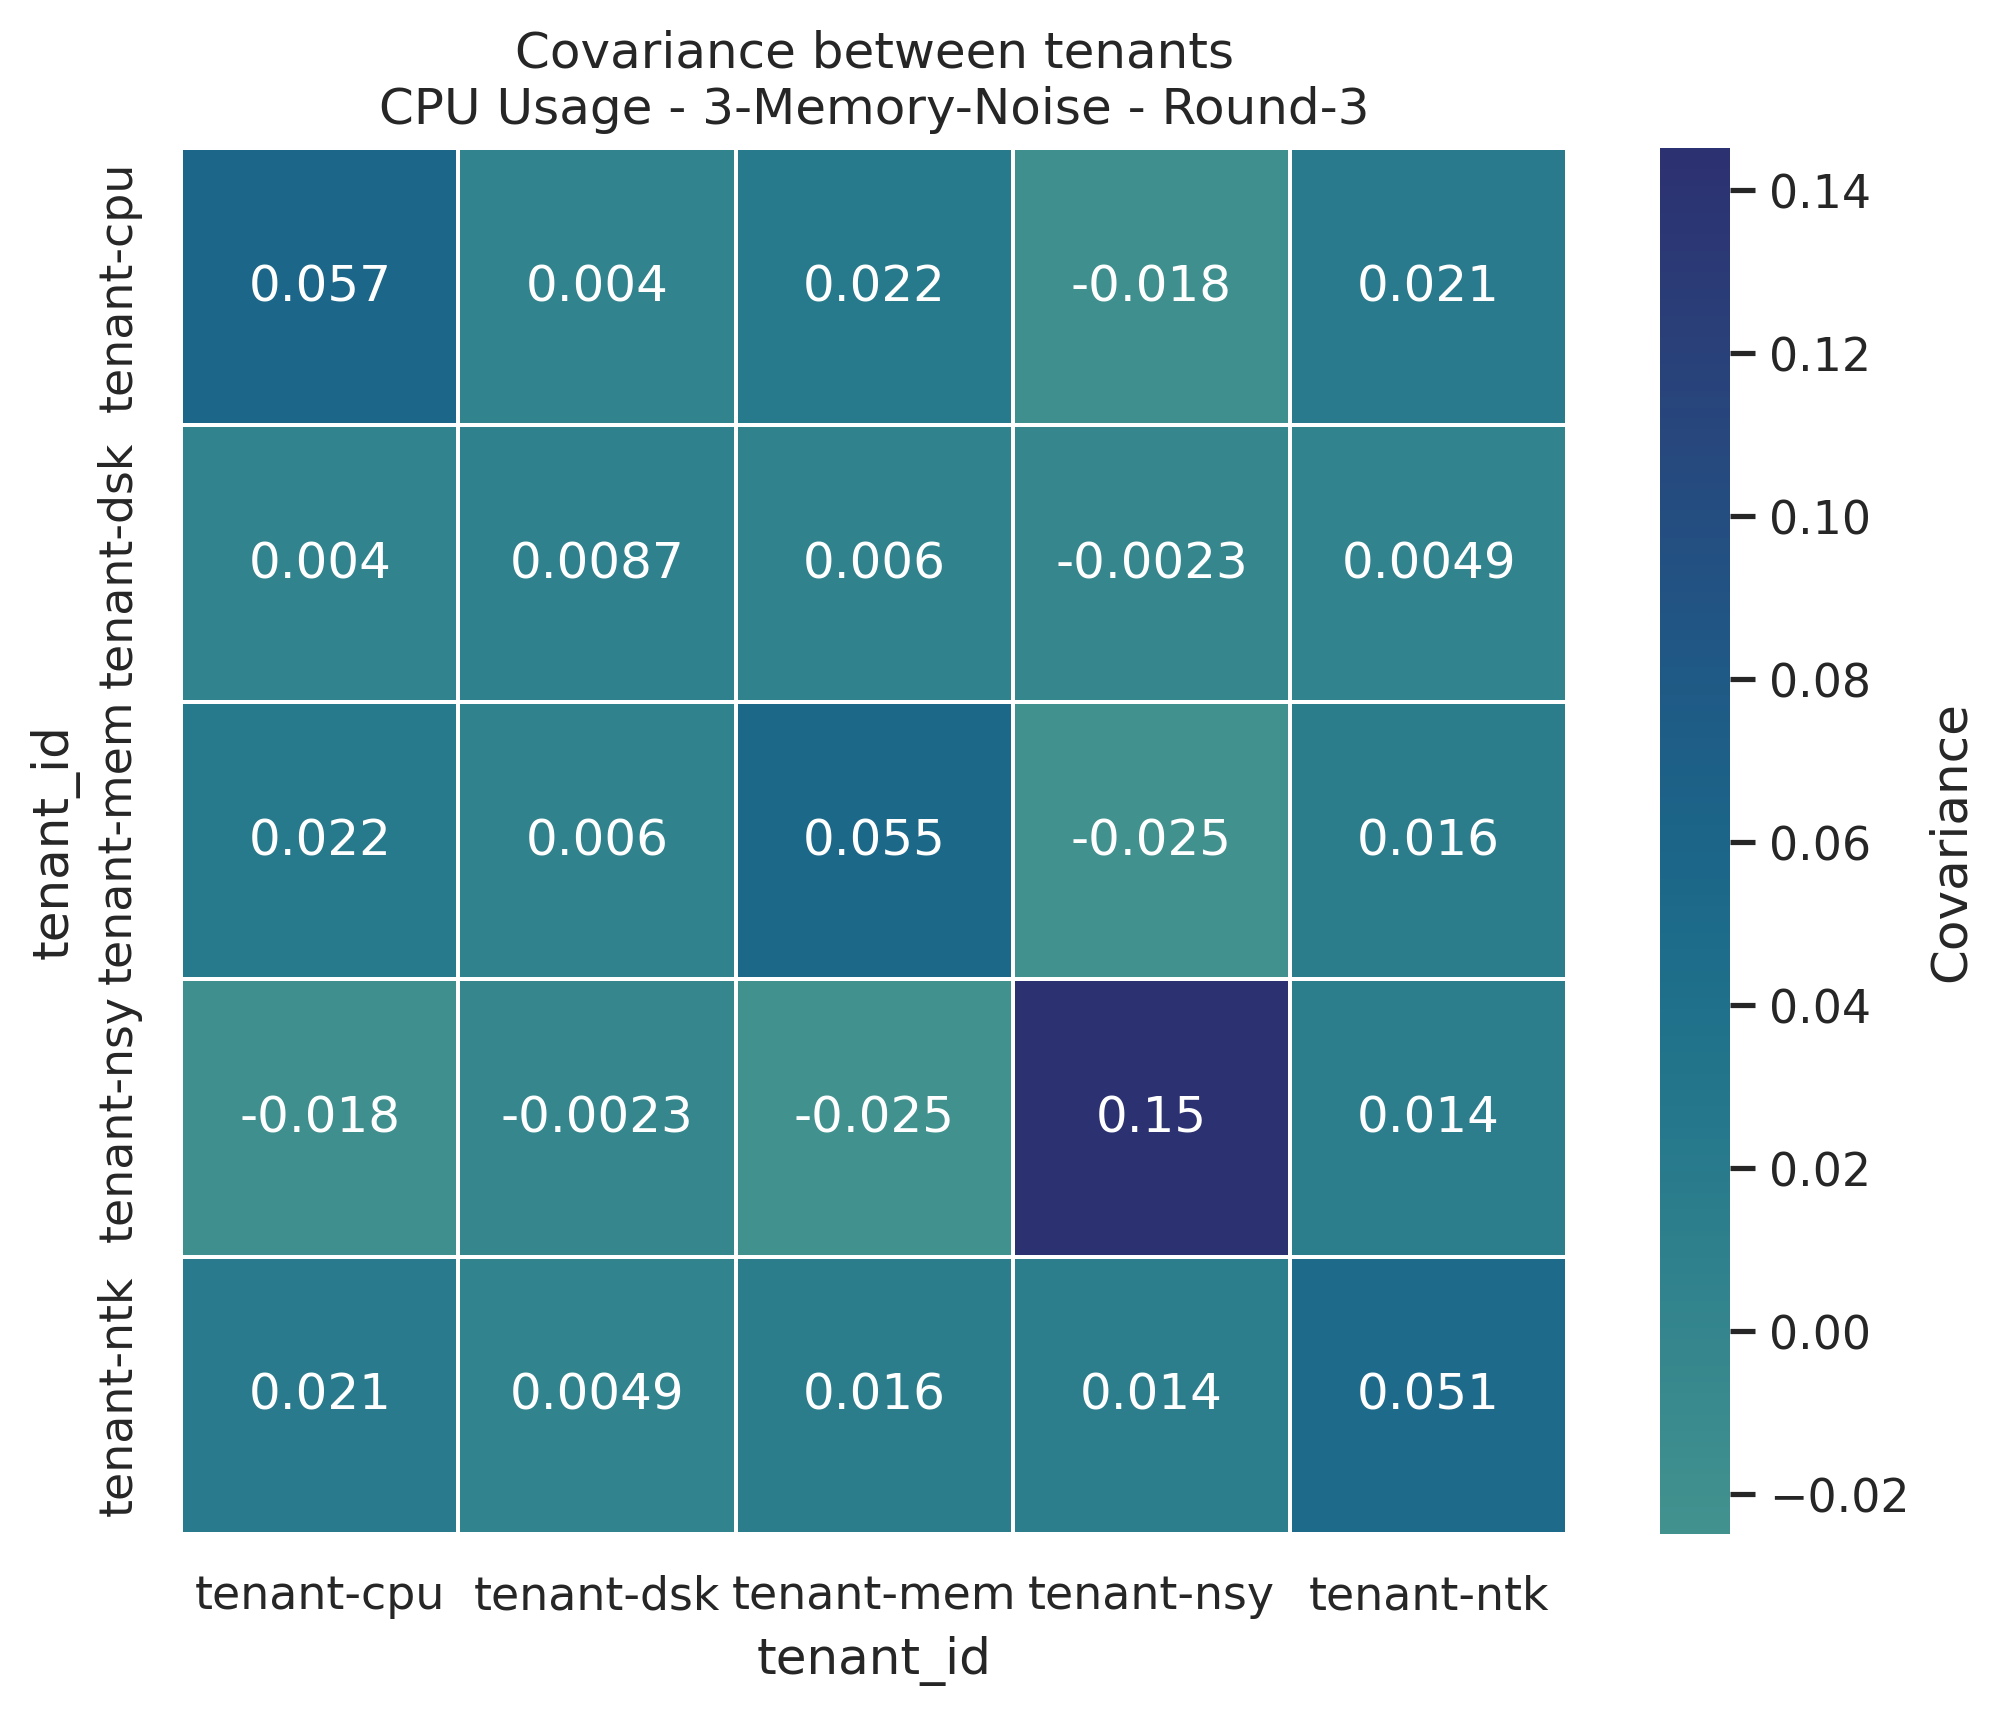 Covariance between tenants
CPU Usage - 3-Memory-Noise - Round-3
tenant_id
tenant-cpu
tenant-dsk
tenant-mem
tenant-nsy
tenant-ntk
0.057 0.004 0.022 -0.018 0.021
0.004 0.0087 0.006 -0.0023 0.0049
0.022 0.006 0.055 -0.025 0.016
-0.018 -0.0023 -0.025 0.15 0.014
0.021 0.0049 0.016 0.014 0.051
tenant-cpu tenant-dsk tenant-mem tenant-nsy tenant-ntk
tenant_id
0.14
0.12
0.10
0.08
0.06
0.04
0.02
0.00
−0.02
Covariance